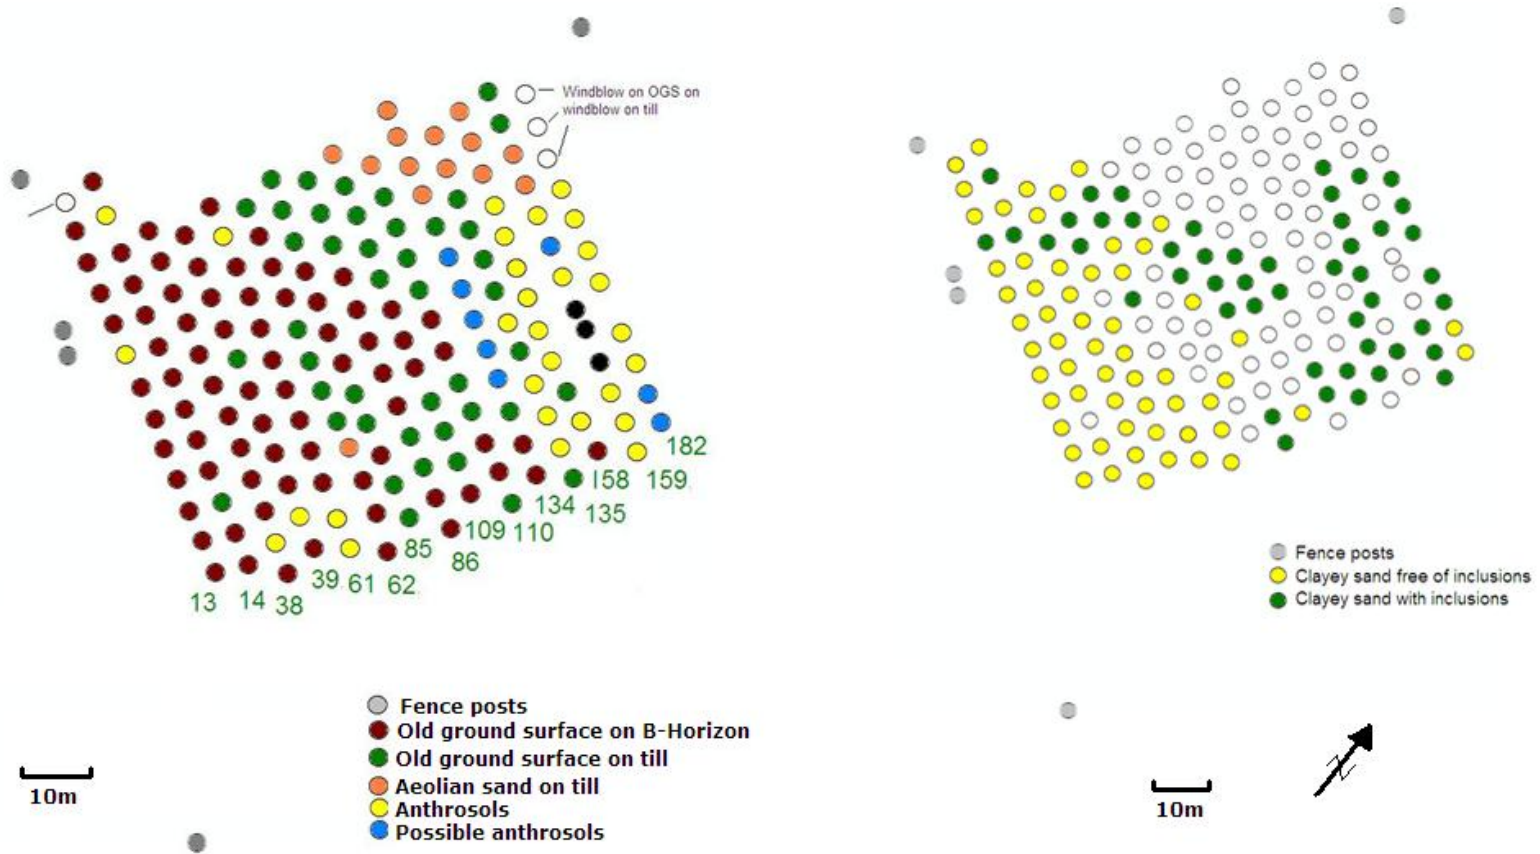 Windblow on OGS on
windblow on till
182
I58
159
134
135
109
110
85
86
39
61
62
13
14
38
Fence posts
Old ground surface on B-Horizon
Old ground surface on till
Aeolian sand on till
Anthrosols
Possible anthrosols
10m
Fence posts
Clayey sand free of inclusions
Clayey sand with inclusions
10m
N